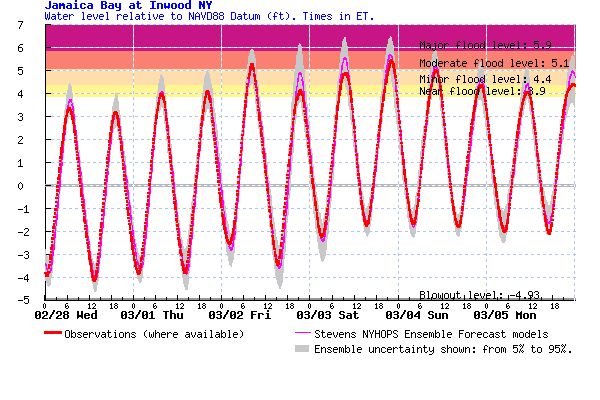 Jamaica Bay at Inwood NY
Water level relative to NAVD88 Datum (ft). Times in ET.
7
Major flood level: 5.9
6
Moderate flood level: 5.1
5
Minor flood level: 4.4
4
Near flood level: 3.9
3
2
1
0
-1
-2
-3
-4
Blowout level: -4.93
-5
0 6 12 18 0 6 12 18 0 6 12 18 0 6 12 18 0 6 12 18 0 6 12 18
02/28 Wed 03/01 Thu 03/02 Fri 03/03 Sat 03/04 Sun 03/05 Mon
Observations (where available) Stevens NYHOPS Ensemble Forecast models
Ensemble uncertainty shown: from 5% to 95%.